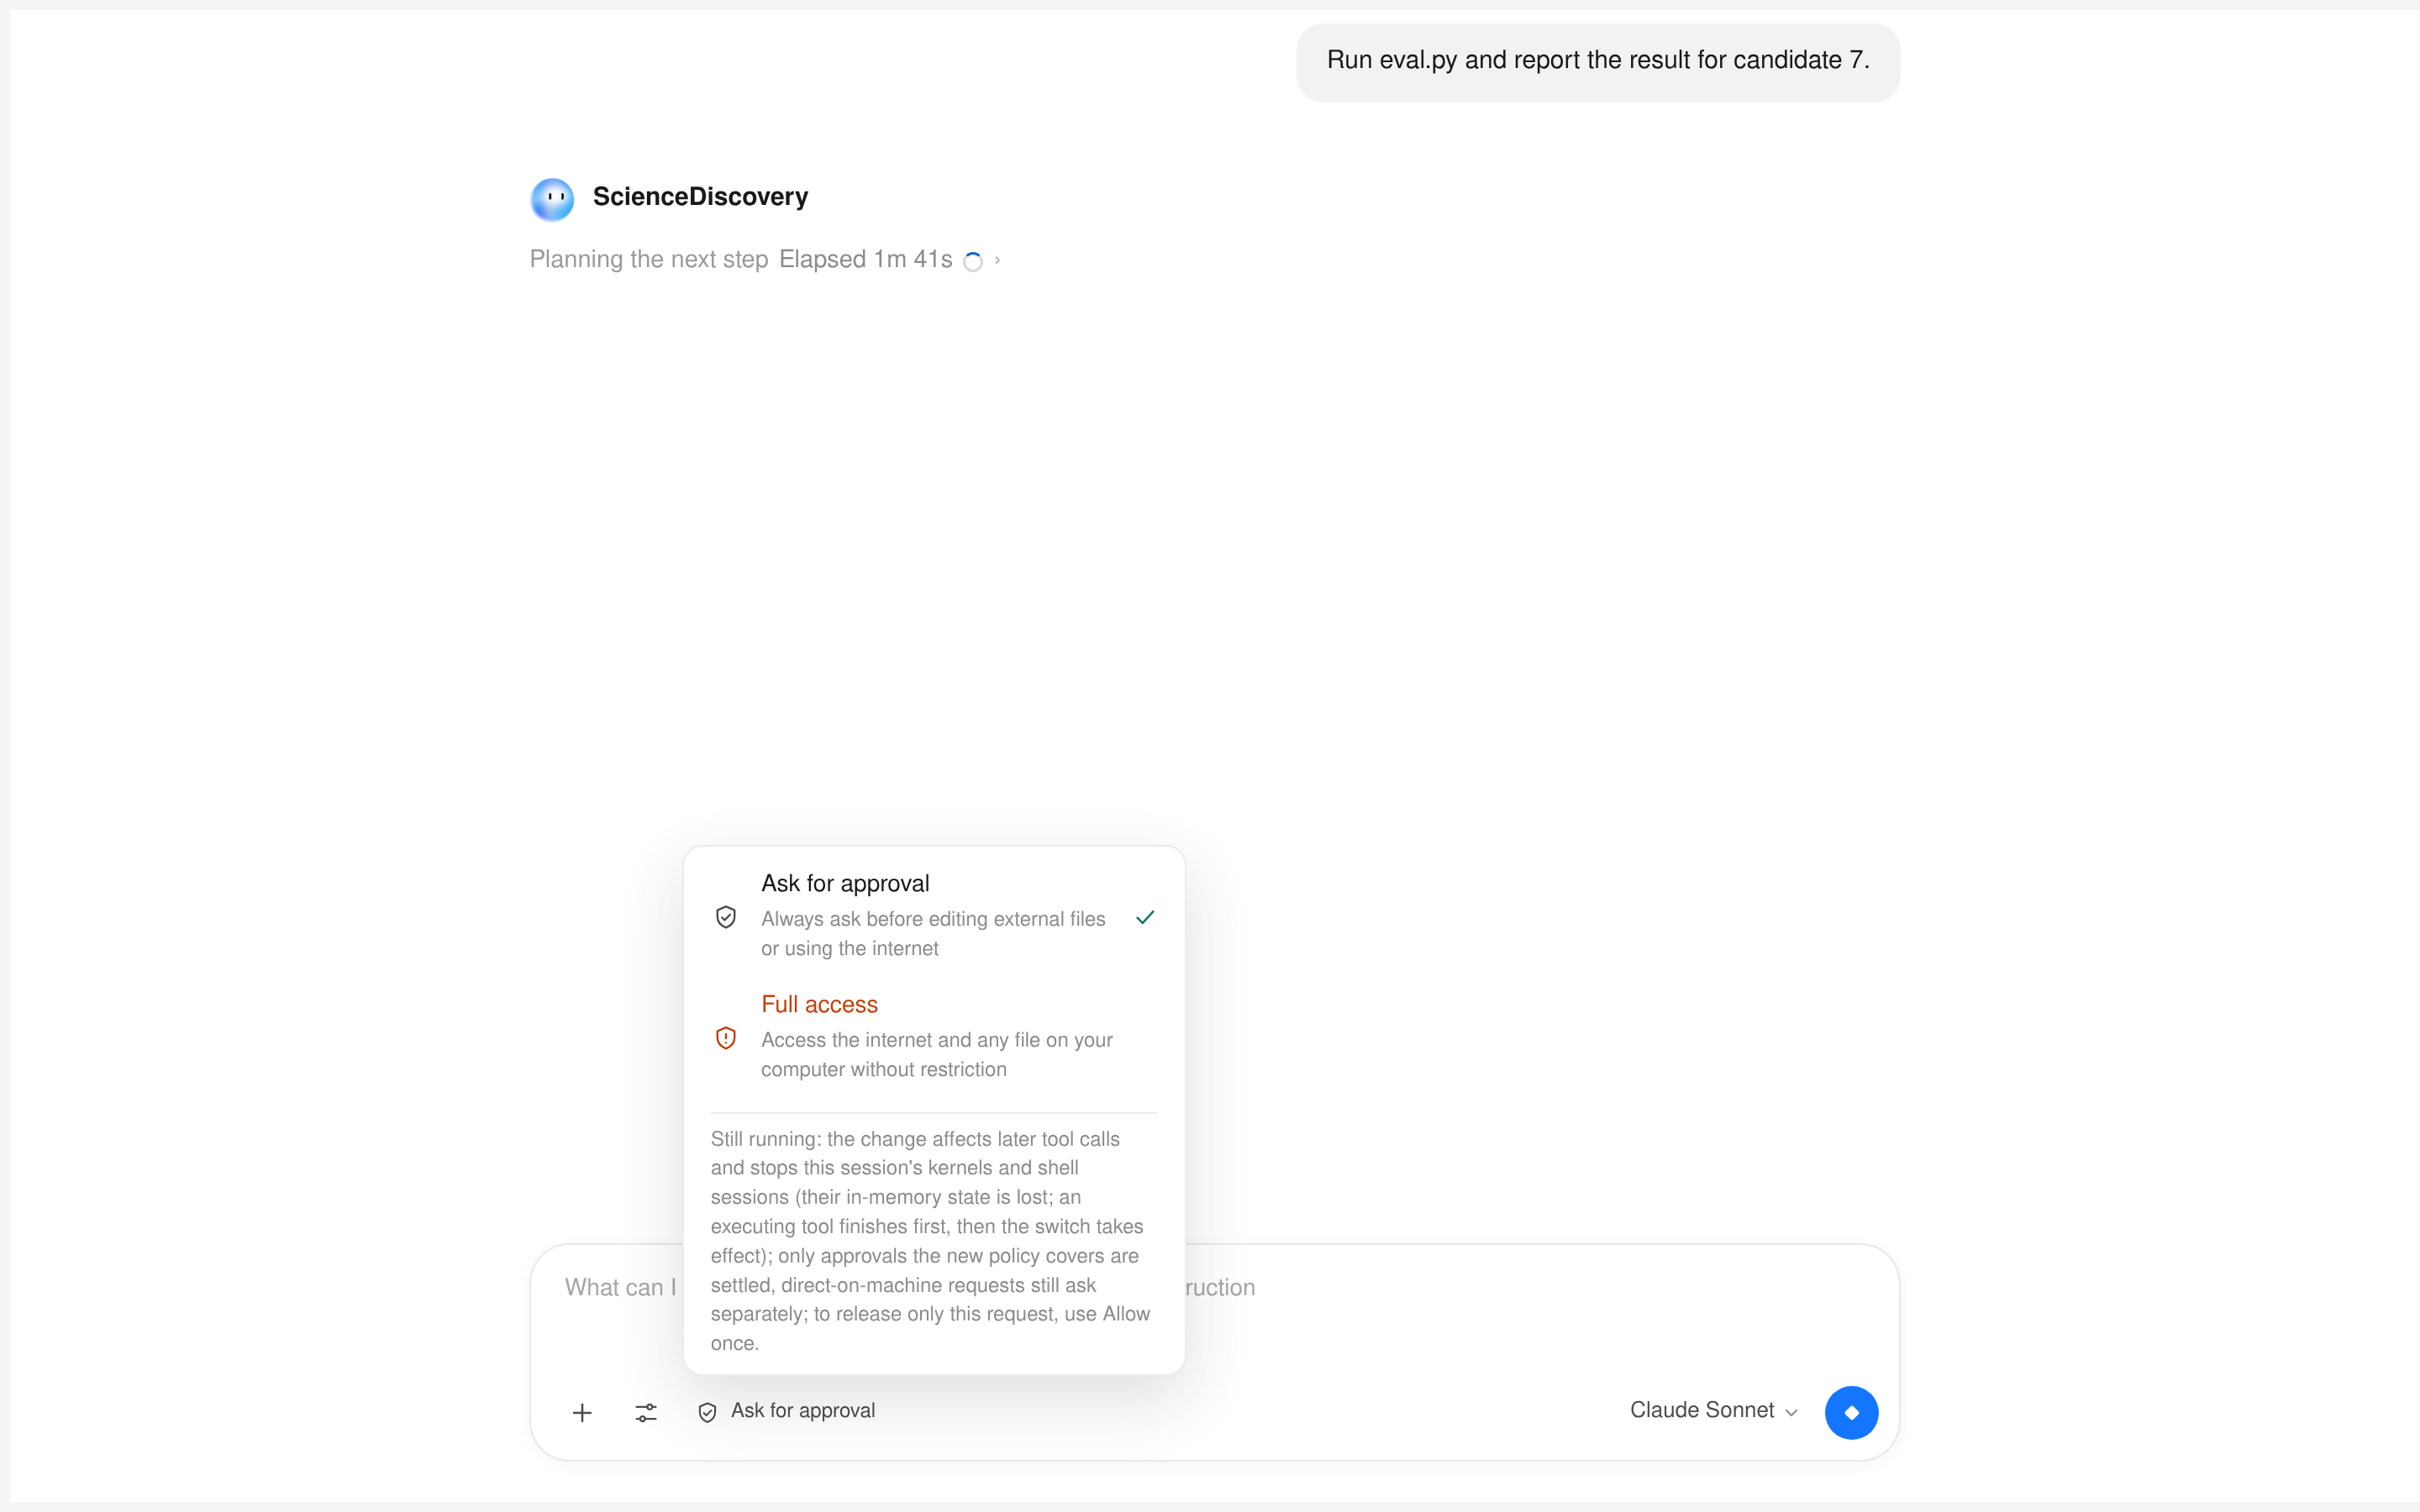 Run eval.py and report the result for candidate 7.
ScienceDiscovery
Planning the next step Elapsed 1m 41s
Ask for approval
Always ask before editing external files
or using the internet
Full access
Access the internet and any file on your
computer without restriction
Still running: the change affects later tool calls
and stops this session's kernels and shell
sessions (their in-memory state is lost; an
executing tool finishes first, then the switch takes
effect); only approvals the new policy covers are
settled, direct-on-machine requests still ask
separately; to release only this request, use Allow
once.
What can I
ruction
Ask for approval
Claude Sonnet